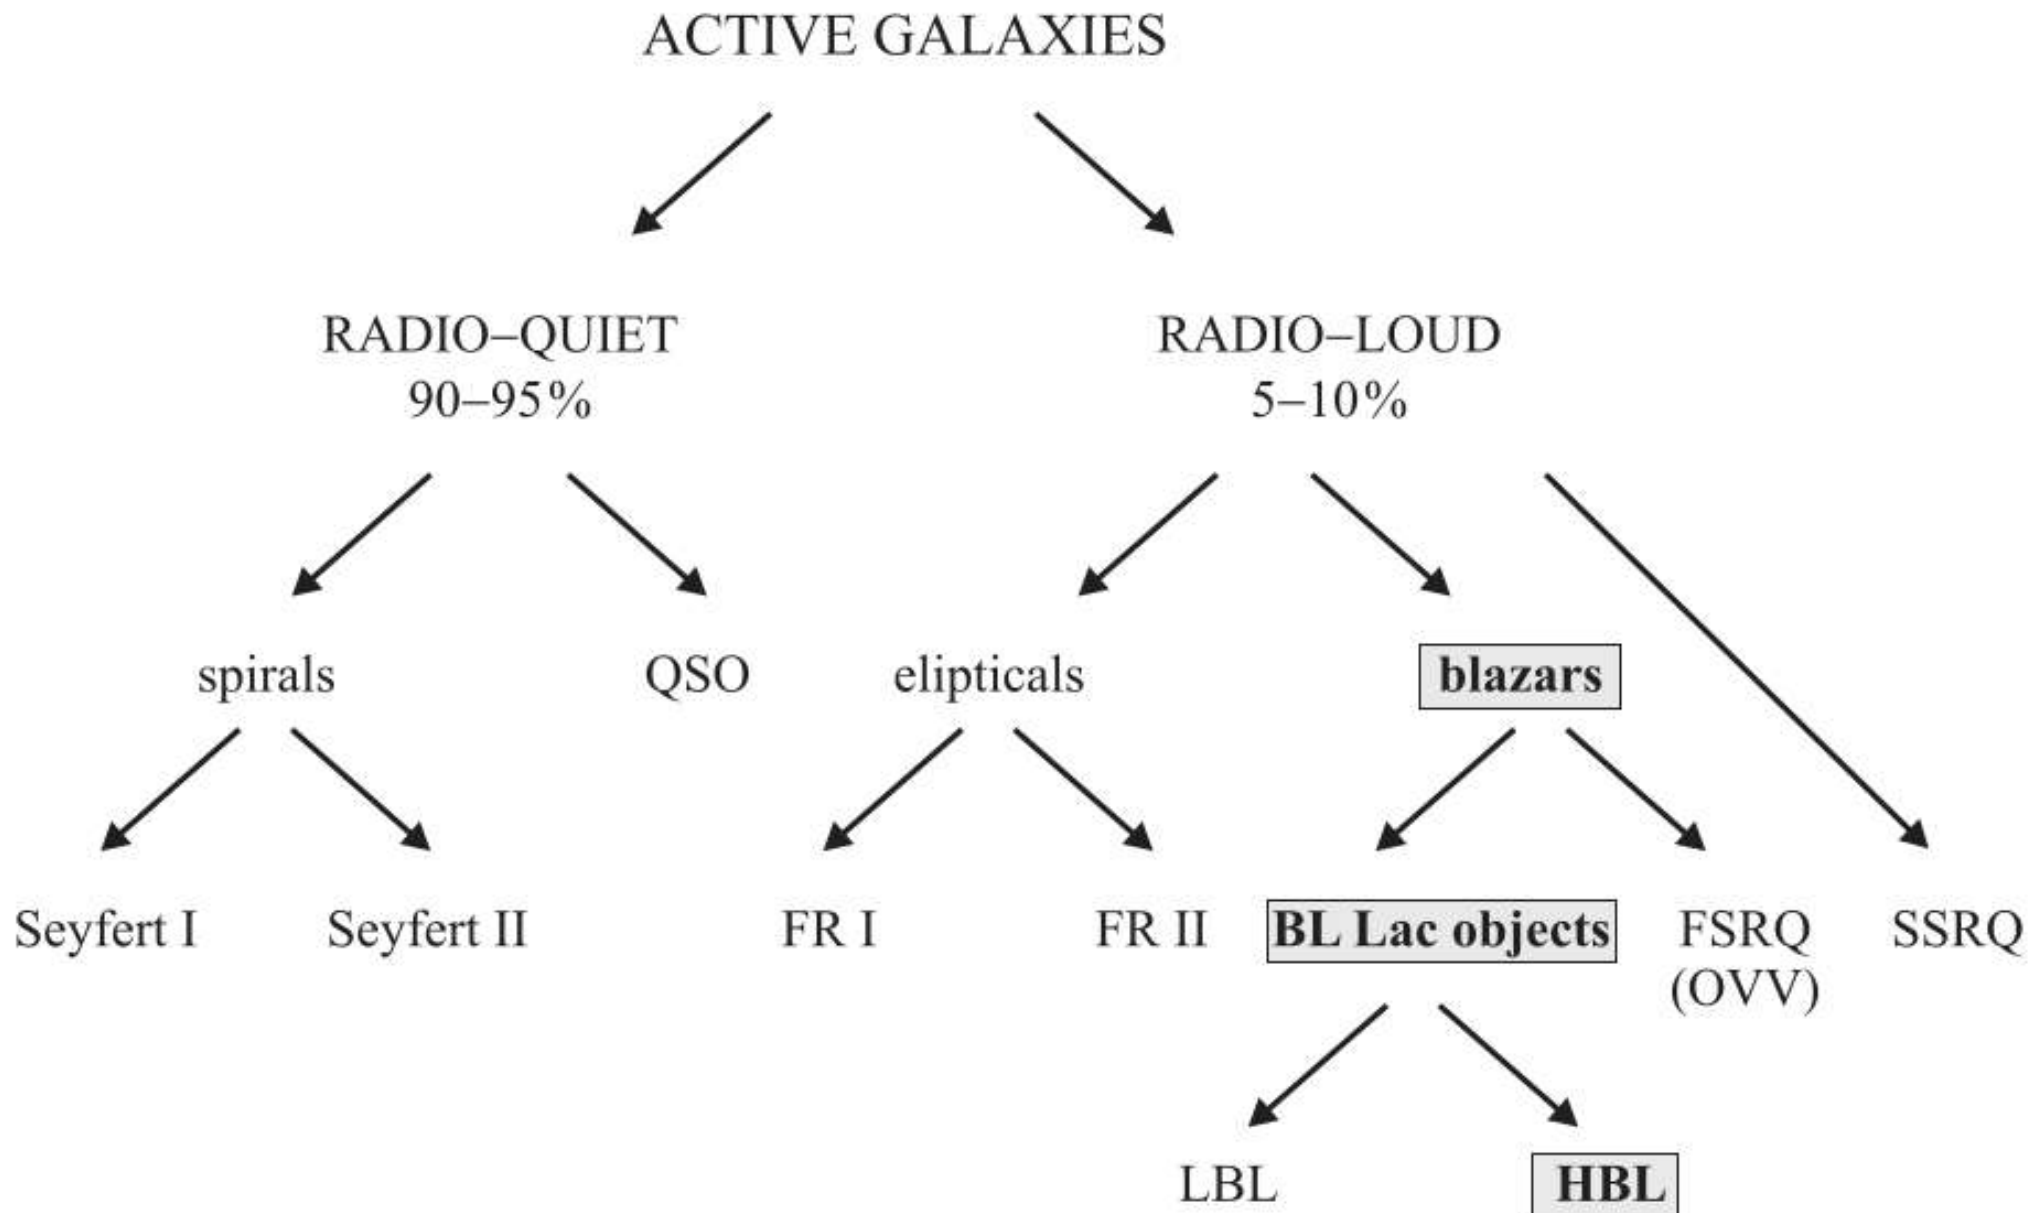 ACTIVE GALAXIES
RADIO–QUIET
90–95%
RADIO–LOUD
5–10%
spirals
QSO
elipticals
blazars
Seyfert I
Seyfert II
FR I
FR II
BL Lac objects
FSRQ
(OVV)
SSRQ
LBL
HBL